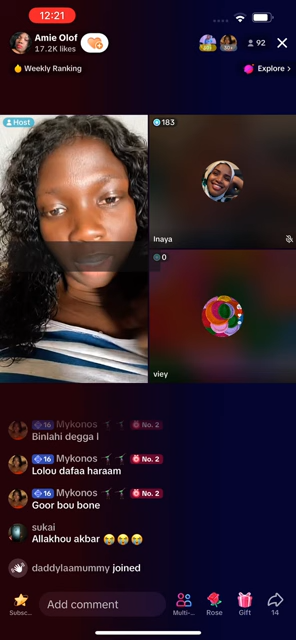 12:21
Amie Olof
17.2K likes
92
Weekly Ranking
Explore >
Host
183
Inaya
0
viey
16 Mykonos No. 2
Binlahi degga l
16 Mykonos No. 2
Lolou dafaa haraam
16 Mykonos No. 2
Goor bou bone
sukai
Allakhou akbar 😭😭😭
daddylaamummy joined
Subsc...
Add comment
Multi-...
Rose
Gift
14